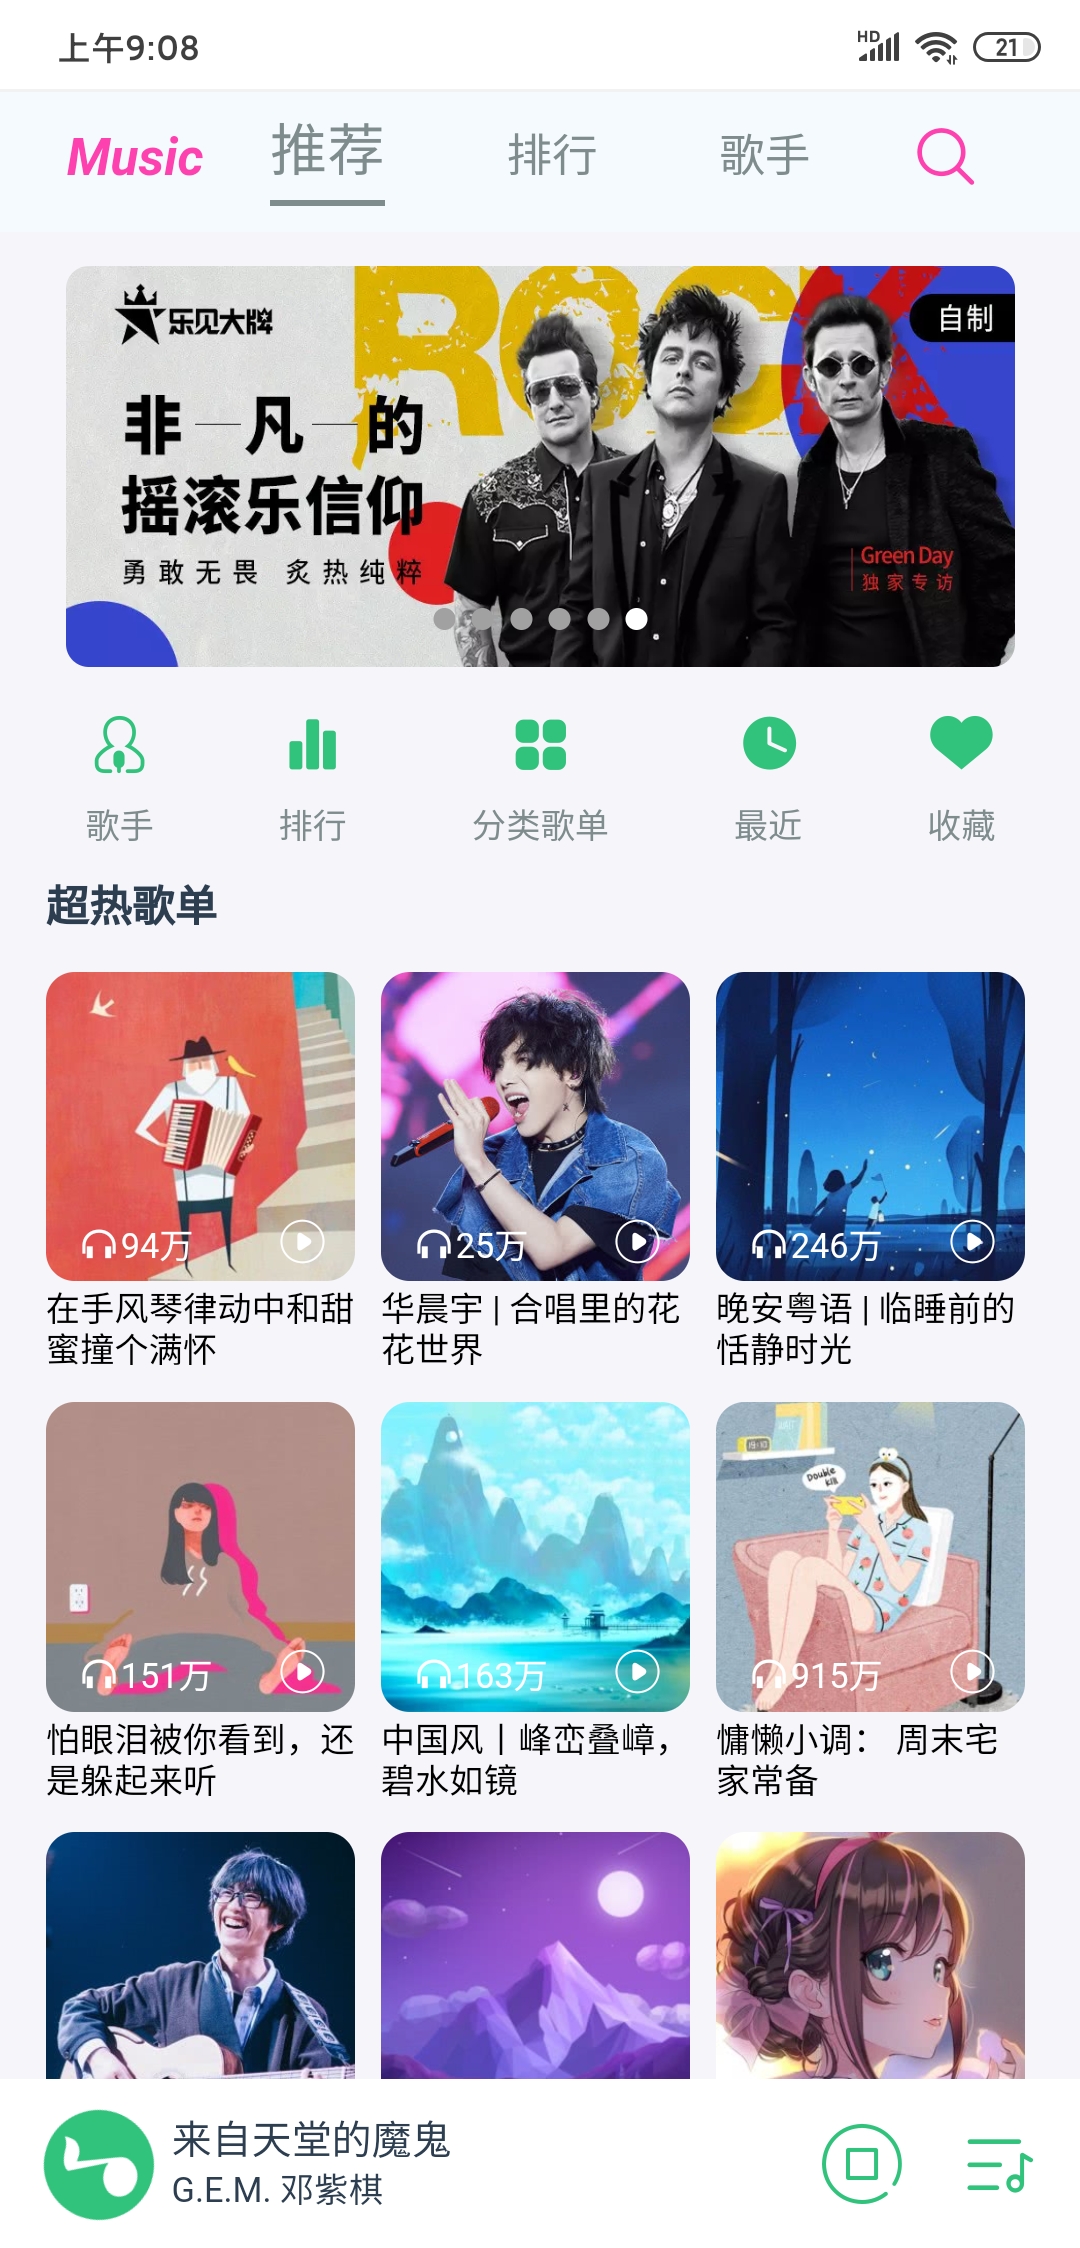 上午9:08
HD
21
Music 推荐 排行 歌手
ROCK
乐见大牌
自制
非一凡一的
摇滚乐信仰
勇敢无畏 炙热纯粹
Green Day
独家专访
歌手 排行 分类歌单 最近 收藏
超热歌单
94万 25万 246万
在手风琴律动中和甜
蜜撞个满怀
华晨宇 | 合唱里的花
花世界
晚安粤语 | 临睡前的
恬静时光
Double
Kill
151万 163万 915万
怕眼泪被你看到，还
是躲起来听
中国风丨峰峦叠嶂，
碧水如镜
慵懒小调： 周末宅
家常备
来自天堂的魔鬼
G.E.M. 邓紫棋